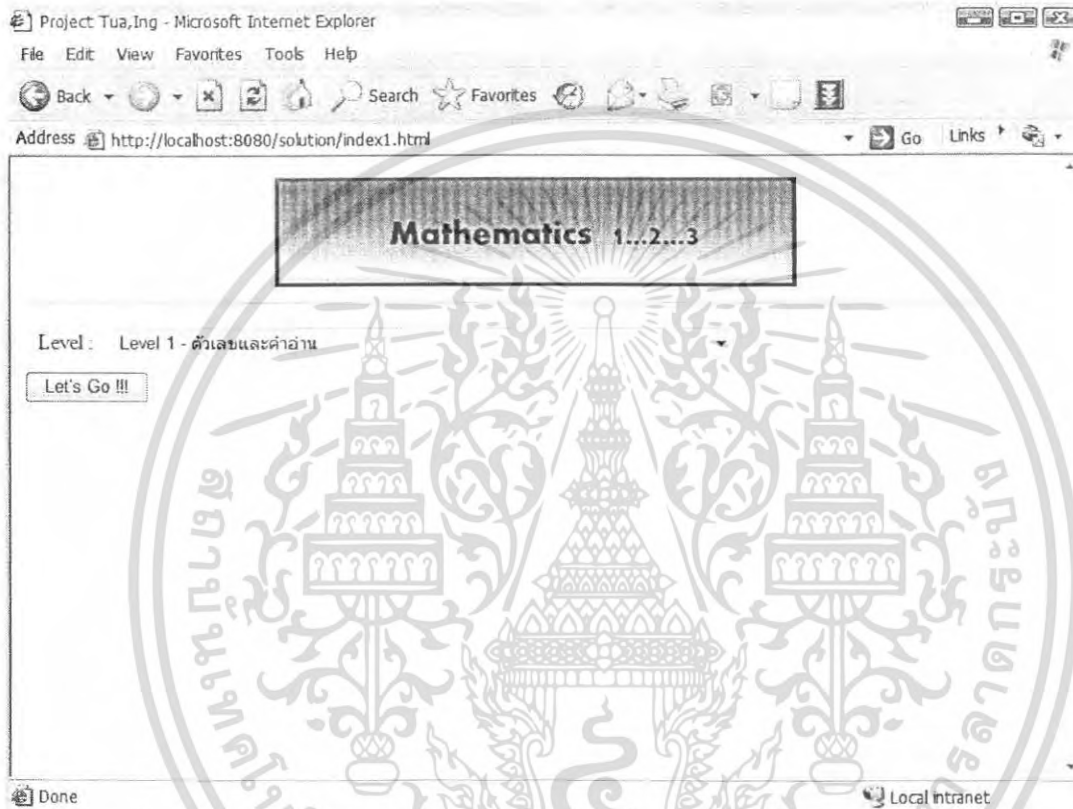 Project Tua,Ing - Microsoft Internet Explorer
File Edit View Favorites Tools Help
Back Search Favorites
Address http://localhost:8080/solution/index1.html Go Links
Mathematics 1...2...3
Level : Level 1 - ตัวเลขและคำอ่าน
Let's Go !!!
Done Local intranet